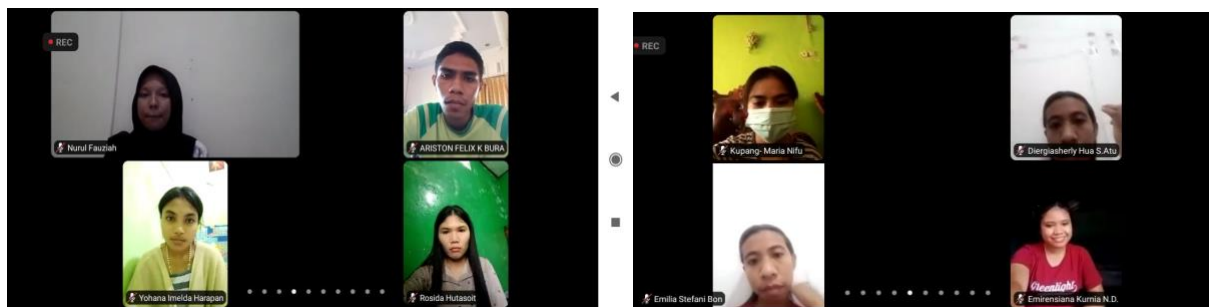 REC
Nurul Fauziah
ARISTON FELIX K BURA
Yohana Imelda Harapan
Rosida Hutasoit
REC
Kupang- Maria Nifu
Diergiasherly Hua S.Atu
Emilia Stefani Bon
Emirensiana Kurnia N.D.
Greenlight